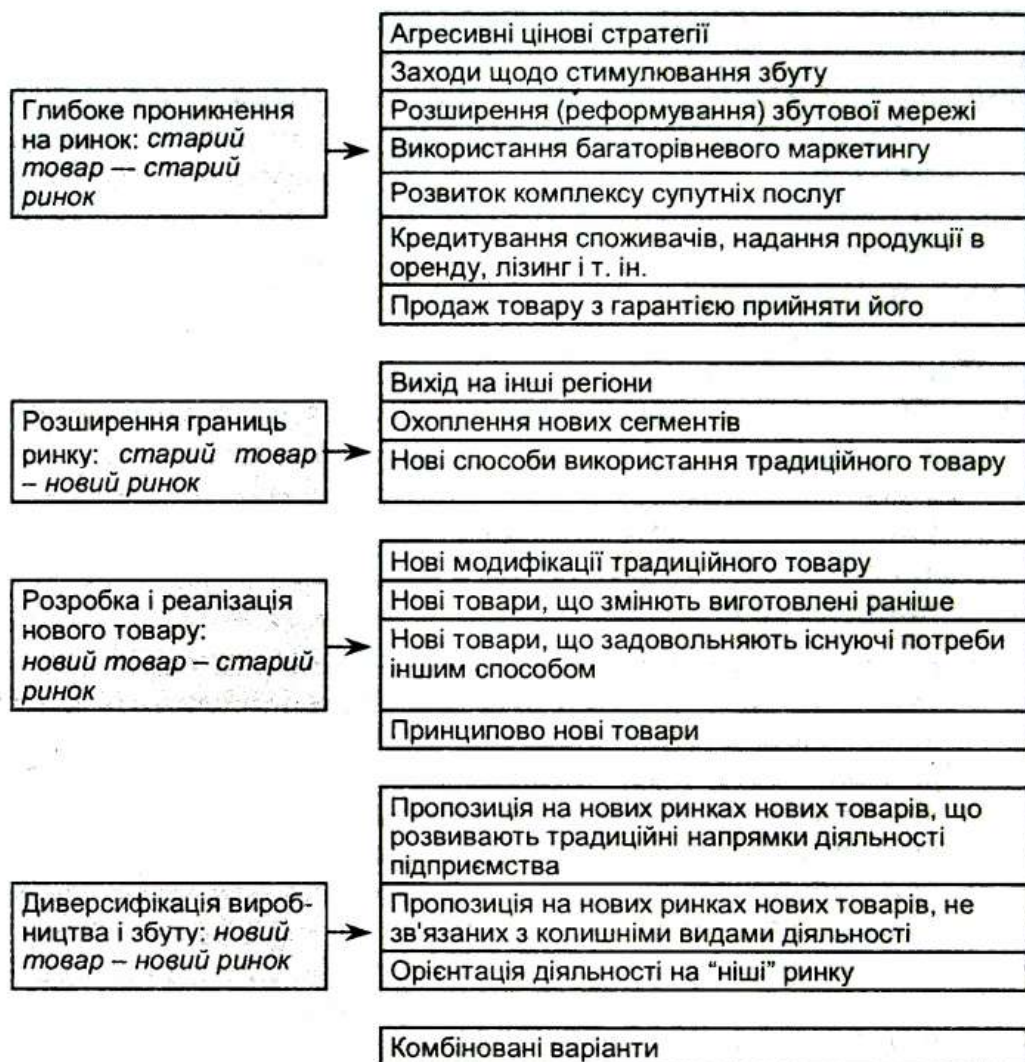 Агресивні цінові стратегії
Заходи щодо стимулювання збуту
Глибоке проникнення
на ринок: старий
товар — старий
ринок
Розширення (реформування) збутової мережі
Використання багаторівневого маркетингу
Розвиток комплексу супутніх послуг
Кредитування споживачів, надання продукції в
оренду, лізинг і т. ін.
Продаж товару з гарантією прийняти його
Розширення границь
ринку: старий товар
– новий ринок
Вихід на інші регіони
Охоплення нових сегментів
Нові способи використання традиційного товару
Розробка і реалізація
нового товару:
новий товар – старий
ринок
Нові модифікації традиційного товару
Нові товари, що змінють виготовлені раніше
Нові товари, що задовольняють існуючі потреби
іншим способом
Принципово нові товари
Диверсифікація вироб-
ництва і збуту: новий
товар – новий ринок
Пропозиція на нових ринках нових товарів, що
розвивають традиційні напрямки діяльності
підприємства
Пропозиція на нових ринках нових товарів, не
зв'язаних з колишніми видами діяльності
Орієнтація діяльності на “ніші” ринку
Комбіновані варіанти